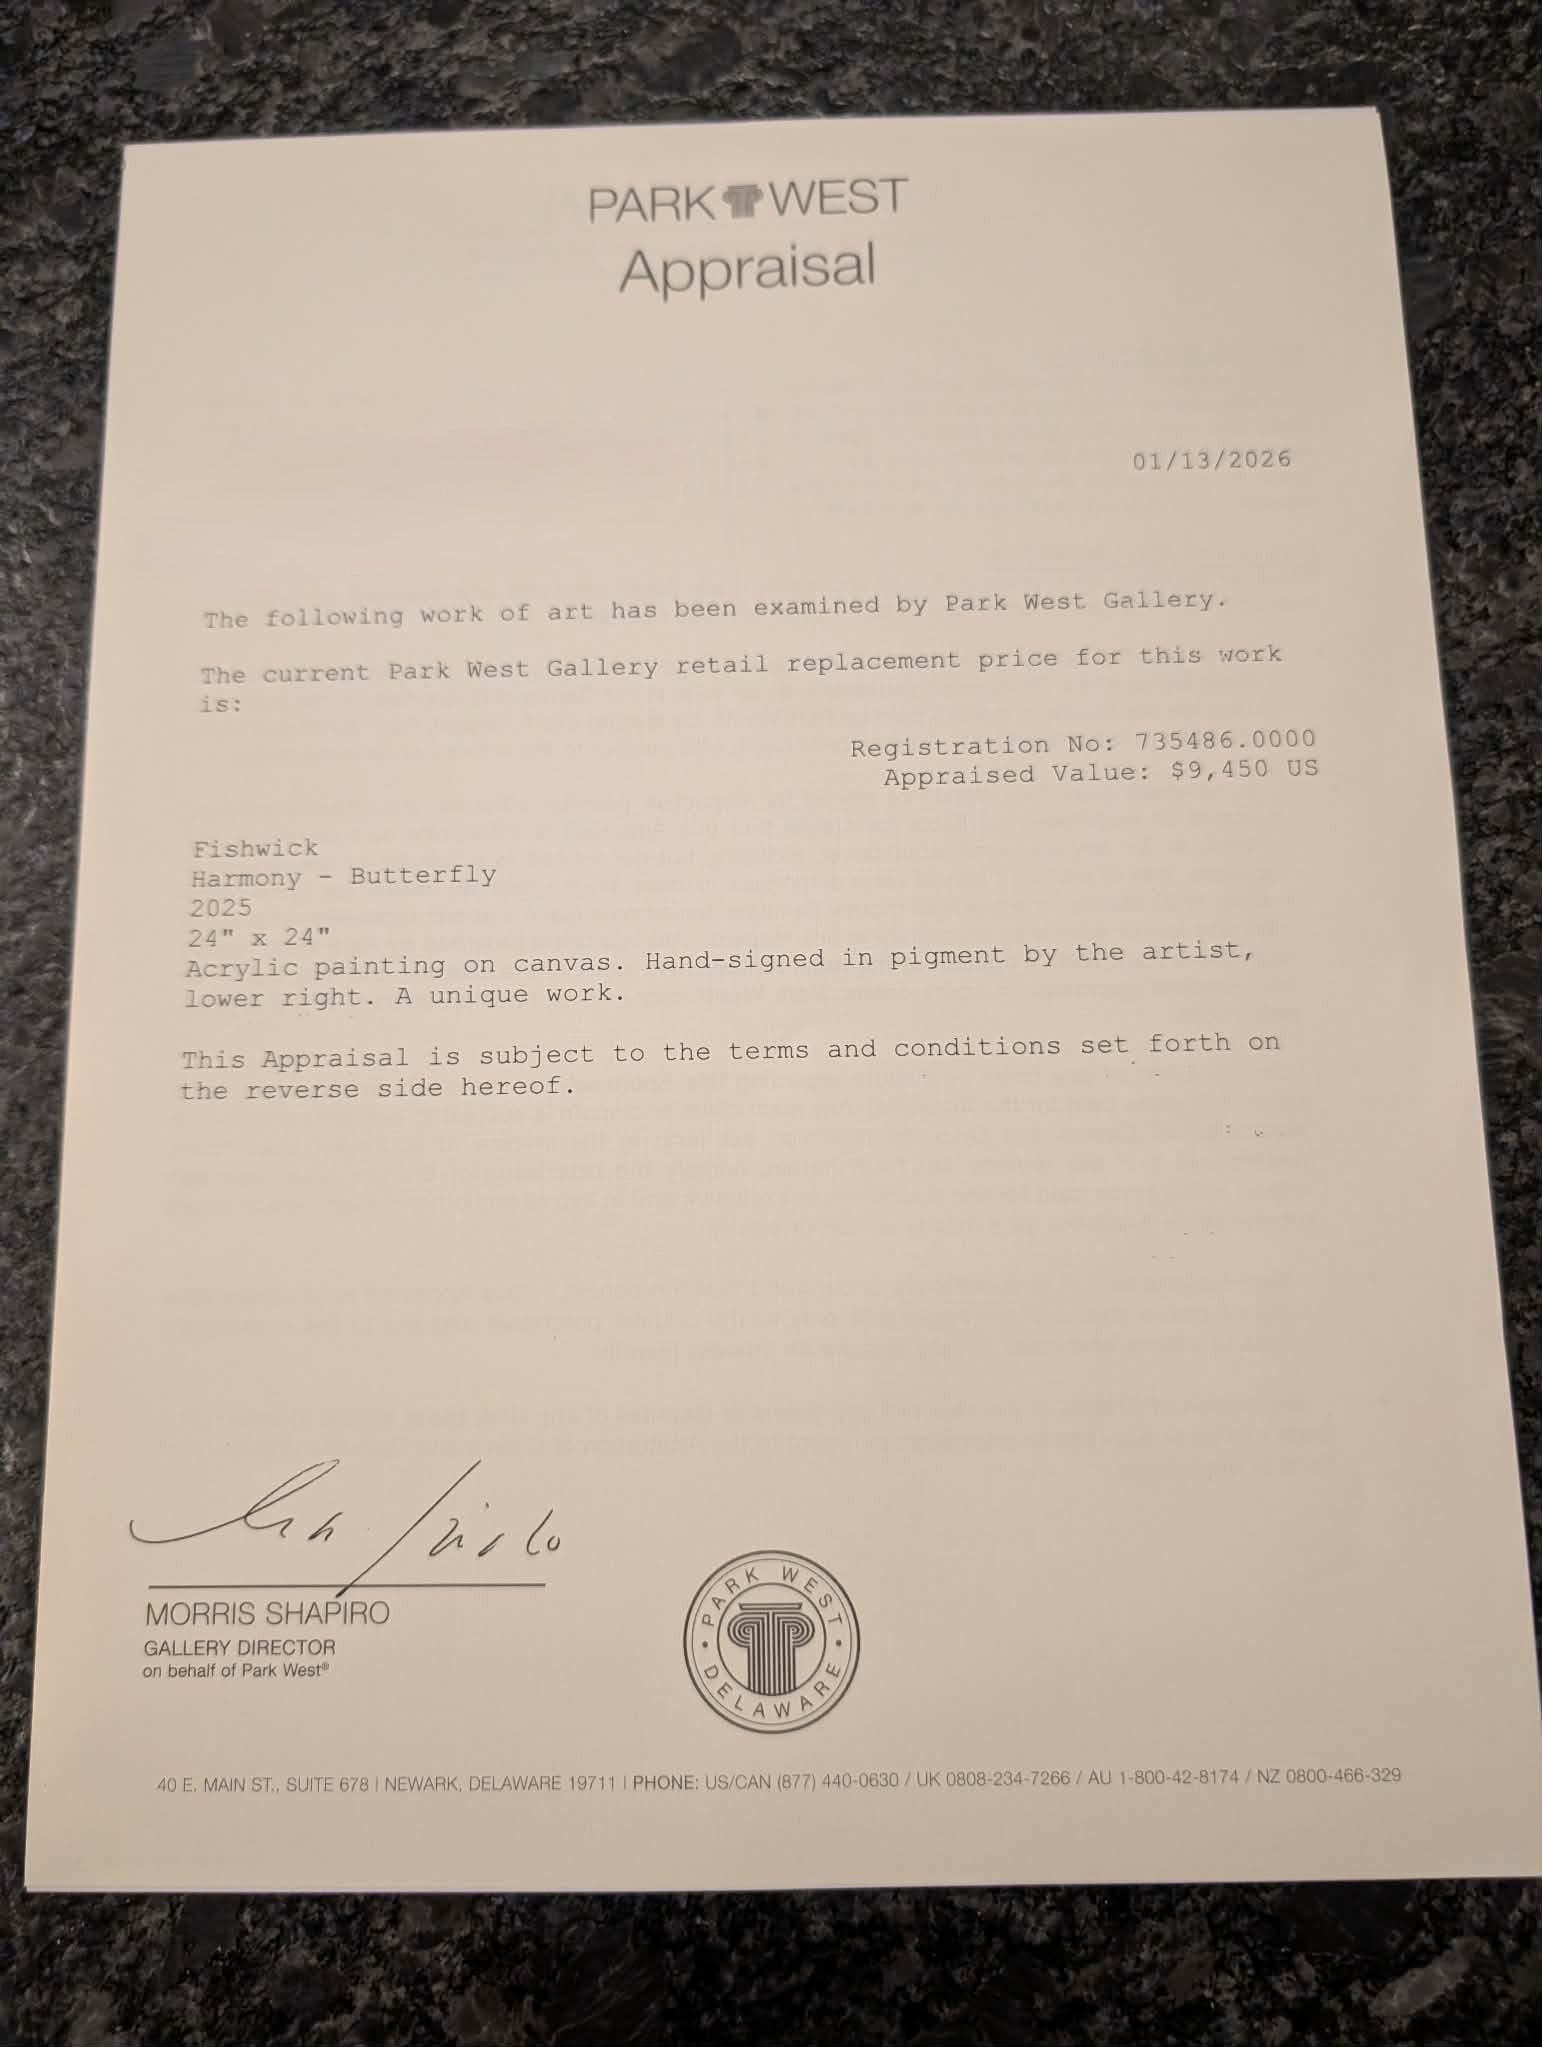 PARK WEST
Appraisal
01/13/2026
The following work of art has been examined by Park West Gallery.
The current Park West Gallery retail replacement price for this work
is:
Registration No: 735486.0000
Appraised Value: $9,450 US
Fishwick
Harmony - Butterfly
2025
24" x 24"
Acrylic painting on canvas. Hand-signed in pigment by the artist,
lower right. A unique work.
This Appraisal is subject to the terms and conditions set forth on
the reverse side hereof.
MORRIS SHAPIRO
GALLERY DIRECTOR
on behalf of Park West®
PARK WEST
DELAWARE
40 E. MAIN ST., SUITE 678 | NEWARK, DELAWARE 19711 | PHONE: US/CAN (877) 440-0630 / UK 0808-234-7266 / AU 1-800-42-8174 / NZ 0800-466-329